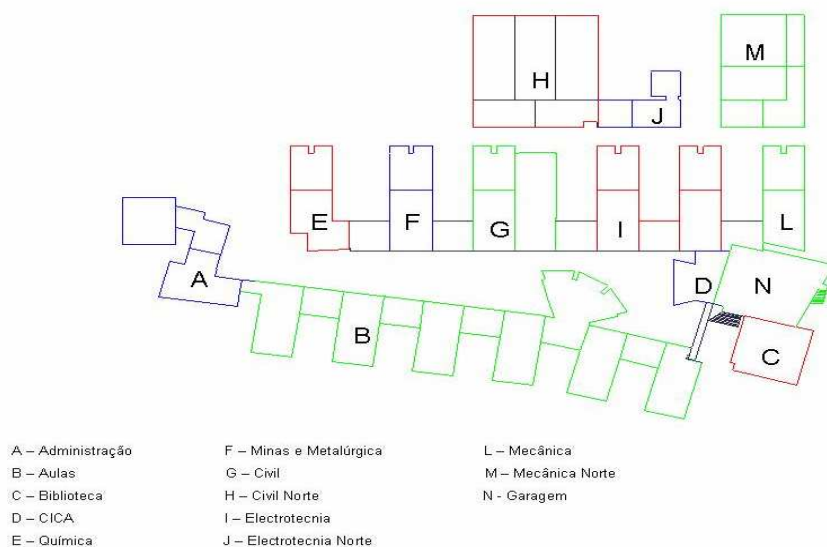 H
M
J
E
F
G
I
L
A
D
N
B
C
A – Administração
B – Aulas
C – Biblioteca
D – CICA
E – Química
F – Minas e Metalúrgica
G – Civil
H – Civil Norte
I – Electrotecnia
J – Electrotecnia Norte
L – Mecânica
M – Mecânica Norte
N - Garagem